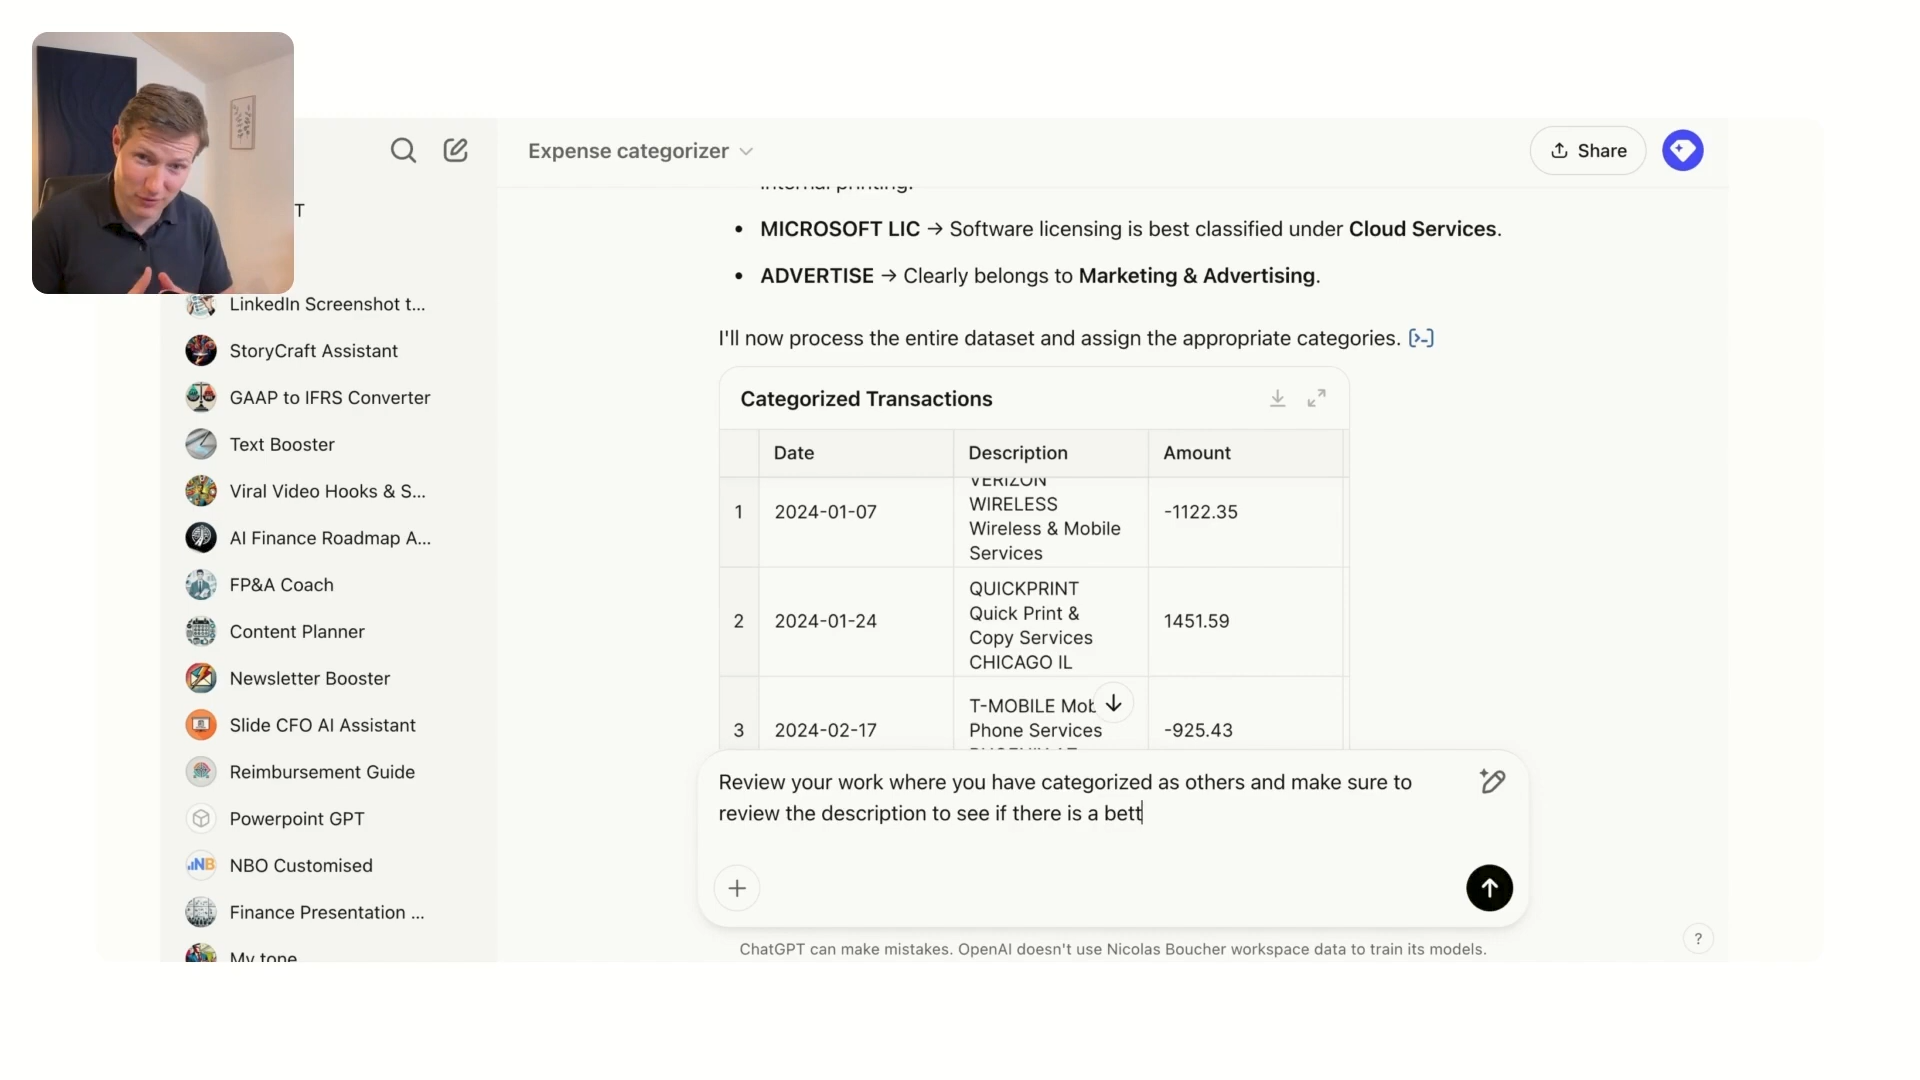 Expense categorizer
Share
T
LinkedIn Screenshot t...
StoryCraft Assistant
GAAP to IFRS Converter
Text Booster
Viral Video Hooks & S...
AI Finance Roadmap A...
FP&A Coach
Content Planner
Newsletter Booster
Slide CFO AI Assistant
Reimbursement Guide
Powerpoint GPT
NBO Customised
Finance Presentation ...
My tone
internal printing.
• MICROSOFT LIC → Software licensing is best classified under Cloud Services.
• ADVERTISE → Clearly belongs to Marketing & Advertising.
I'll now process the entire dataset and assign the appropriate categories. [>-]
Categorized Transactions
Date Description Amount
1 2024-01-07 VERIZON WIRELESS Wireless & Mobile Services -1122.35
2 2024-01-24 QUICKPRINT Quick Print & Copy Services CHICAGO IL 1451.59
3 2024-02-17 T-MOBILE Phone Services -925.43
Review your work where you have categorized as others and make sure to
review the description to see if there is a bett
ChatGPT can make mistakes. OpenAI doesn't use Nicolas Boucher workspace data to train its models.
?